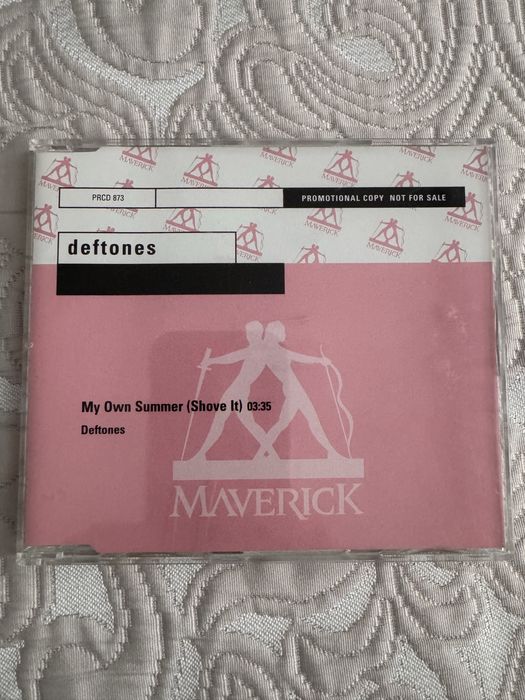 PRCD 873
PROMOTIONAL COPY NOT FOR SALE
deftones
My Own Summer (Shove It) 03:35
Deftones
MAVERICK